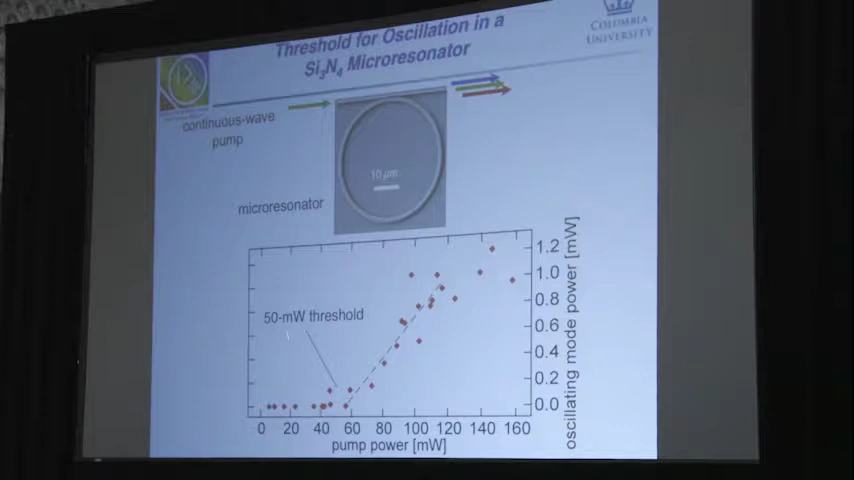 Threshold for Oscillation in a
Si₃N₄ Microresonator
COLUMBIA
UNIVERSITY
continuous-wave
pump
10 μm
microresonator
50-mW threshold
1.2
1.0
0.8
0.6
0.4
0.2
0.0
oscillating mode power [mW]
0 20 40 60 80 100 120 140 160
pump power [mW]